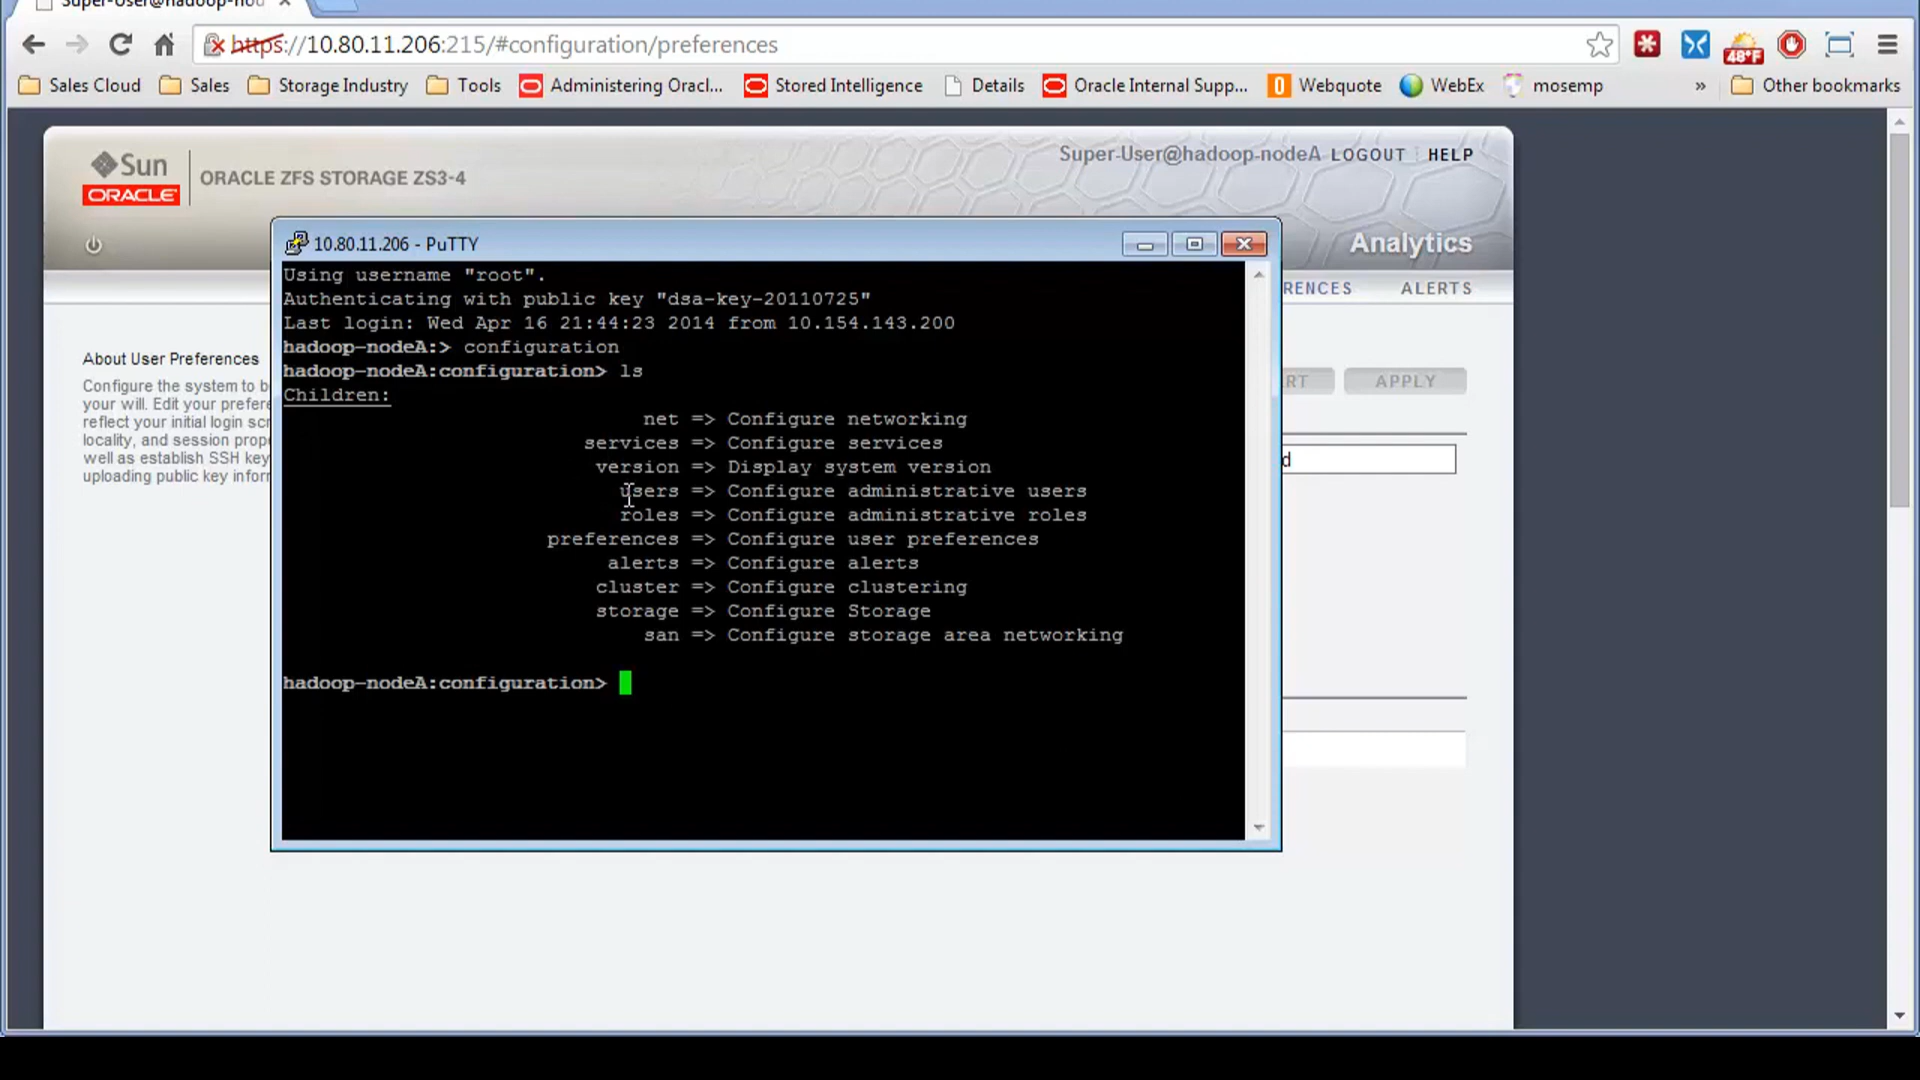 Super-User@hadoop-nod
https://10.80.11.206:215/#configuration/preferences
48°F
Sales Cloud
Sales
Storage Industry
Tools
Administering Oracl...
Stored Intelligence
Details
Oracle Internal Supp...
Webquote
WebEx
mosemp
»
Other bookmarks
Sun
ORACLE
ORACLE ZFS STORAGE ZS3-4
Super-User@hadoop-nodeA LOGOUT HELP
Analytics
RENCES ALERTS
About User Preferences
Configure the system to b
your will. Edit your prefere
reflect your initial login scr
locality, and session prope
well as establish SSH key
uploading public key infor
RT APPLY
d
10.80.11.206 - PuTTY
Using username "root".
Authenticating with public key "dsa-key-20110725"
Last login: Wed Apr 16 21:44:23 2014 from 10.154.143.200
hadoop-nodeA:> configuration
hadoop-nodeA:configuration> ls
Children:
net => Configure networking
services => Configure services
version => Display system version
users => Configure administrative users
roles => Configure administrative roles
preferences => Configure user preferences
alerts => Configure alerts
cluster => Configure clustering
storage => Configure Storage
san => Configure storage area networking
hadoop-nodeA:configuration>